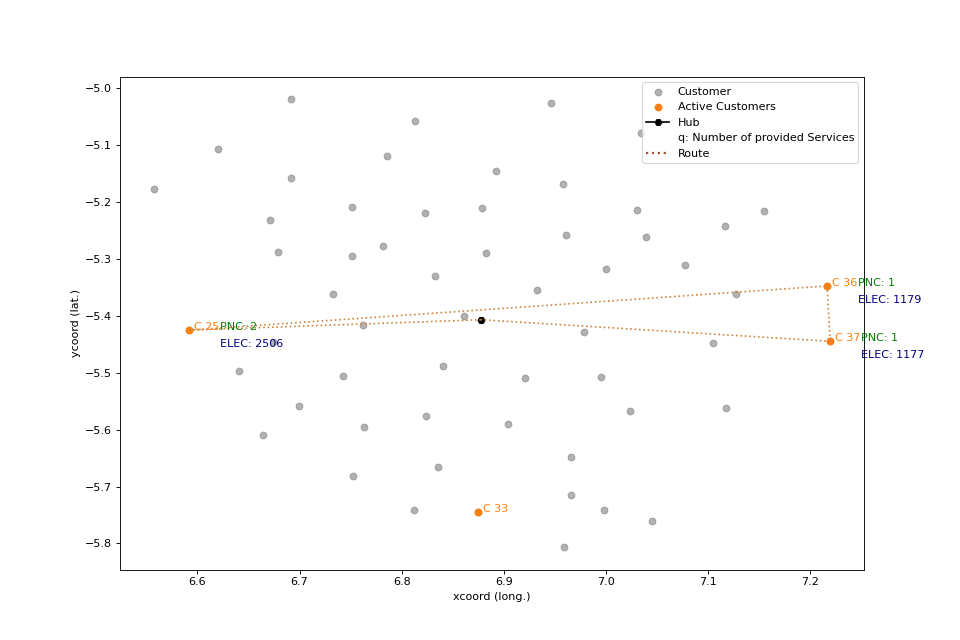 −5.0
−5.1
−5.2
−5.3
−5.4
−5.5
−5.6
−5.7
−5.8
ycoord (lat.)
Customer
Active Customers
Hub
q: Number of provided Services
Route
C 36 PNC: 1
ELEC: 1179
C 25 PNC: 2
ELEC: 2506
C 37 PNC: 1
ELEC: 1177
C 33
6.6 6.7 6.8 6.9 7.0 7.1 7.2
xcoord (long.)